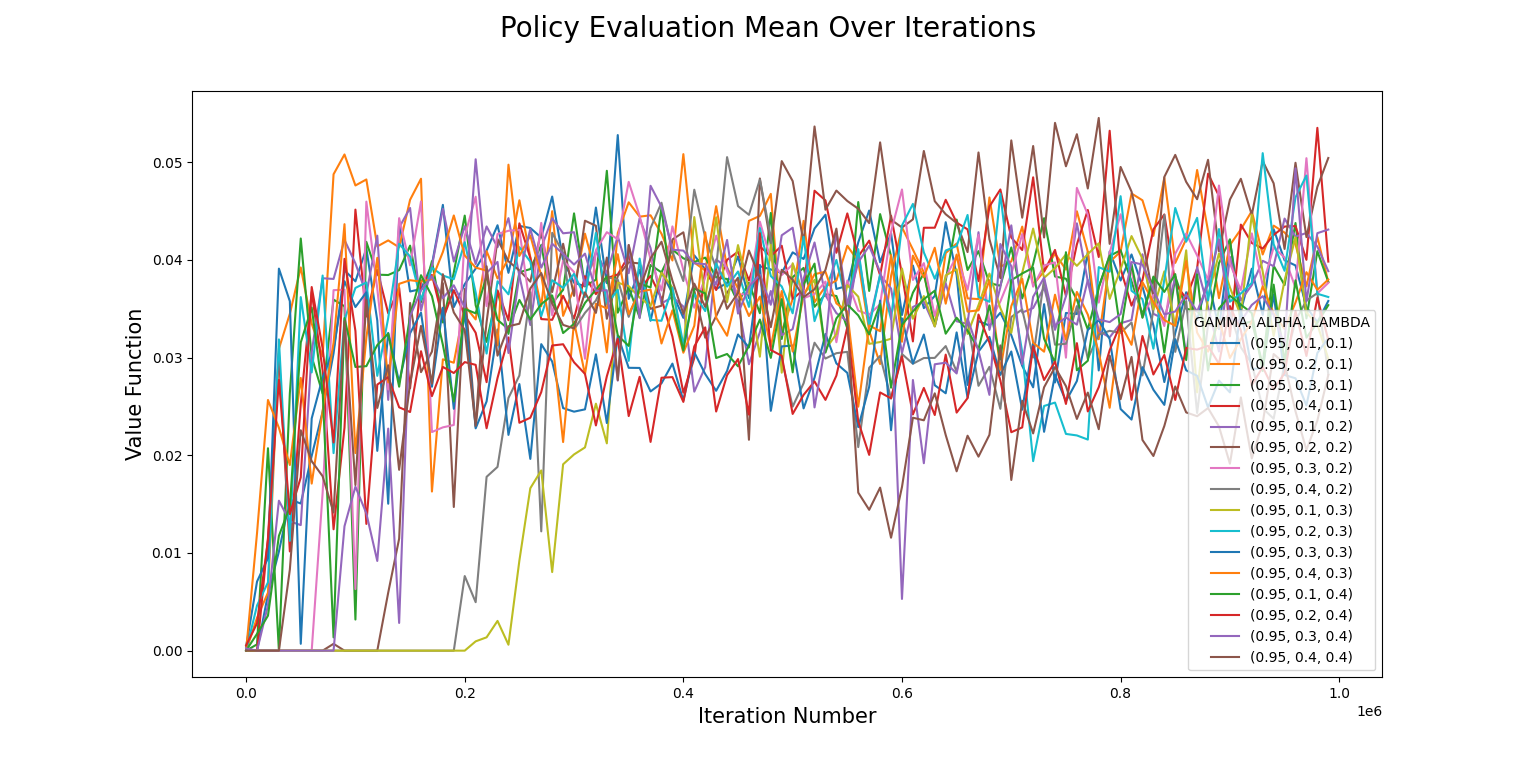 Policy Evaluation Mean Over Iterations
Value Function
0.05
0.04
0.03
0.02
0.01
0.00
GAMMA, ALPHA, LAMBDA
(0.95, 0.1, 0.1)
(0.95, 0.2, 0.1)
(0.95, 0.3, 0.1)
(0.95, 0.4, 0.1)
(0.95, 0.1, 0.2)
(0.95, 0.2, 0.2)
(0.95, 0.3, 0.2)
(0.95, 0.4, 0.2)
(0.95, 0.1, 0.3)
(0.95, 0.2, 0.3)
(0.95, 0.3, 0.3)
(0.95, 0.4, 0.3)
(0.95, 0.1, 0.4)
(0.95, 0.2, 0.4)
(0.95, 0.3, 0.4)
(0.95, 0.4, 0.4)
0.0 0.2 0.4 0.6 0.8 1.0
1e6
Iteration Number